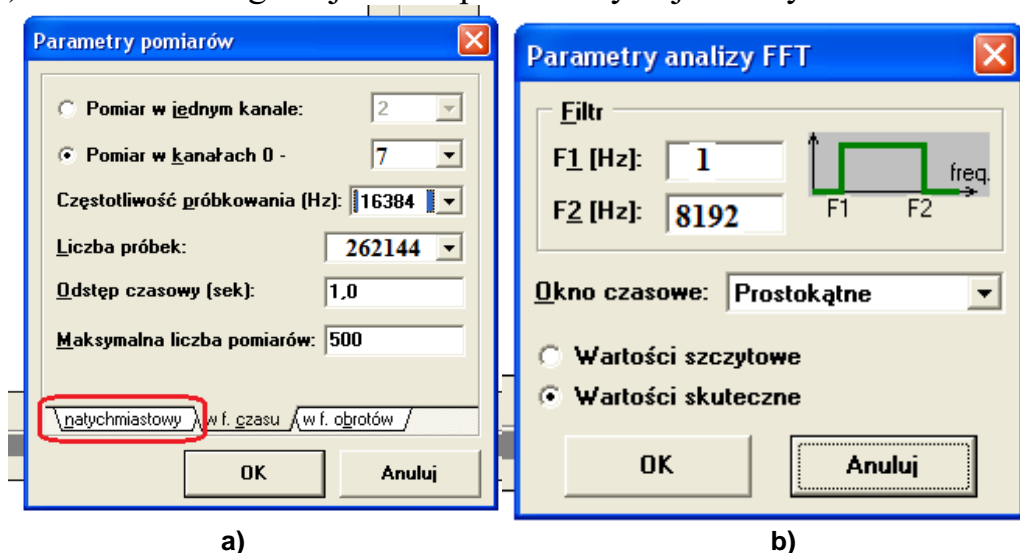 Parametry pomiarów
Pomiar w jednym kanale: 2
Pomiar w kanałach 0 - 7
Częstotliwość próbkowania (Hz): 16384
Liczba próbek: 262144
Odstęp czasowy (sek): 1,0
Maksymalna liczba pomiarów: 500
natychmiastowy w f. czasu w f. obrotów
OK Anuluj
a)
Parametry analizy FFT
Filtr
F1 [Hz]: 1
F2 [Hz]: 8192
freq.
F1 F2
Okno czasowe: Prostokątne
Wartości szczytowe
Wartości skuteczne
OK Anuluj
b)